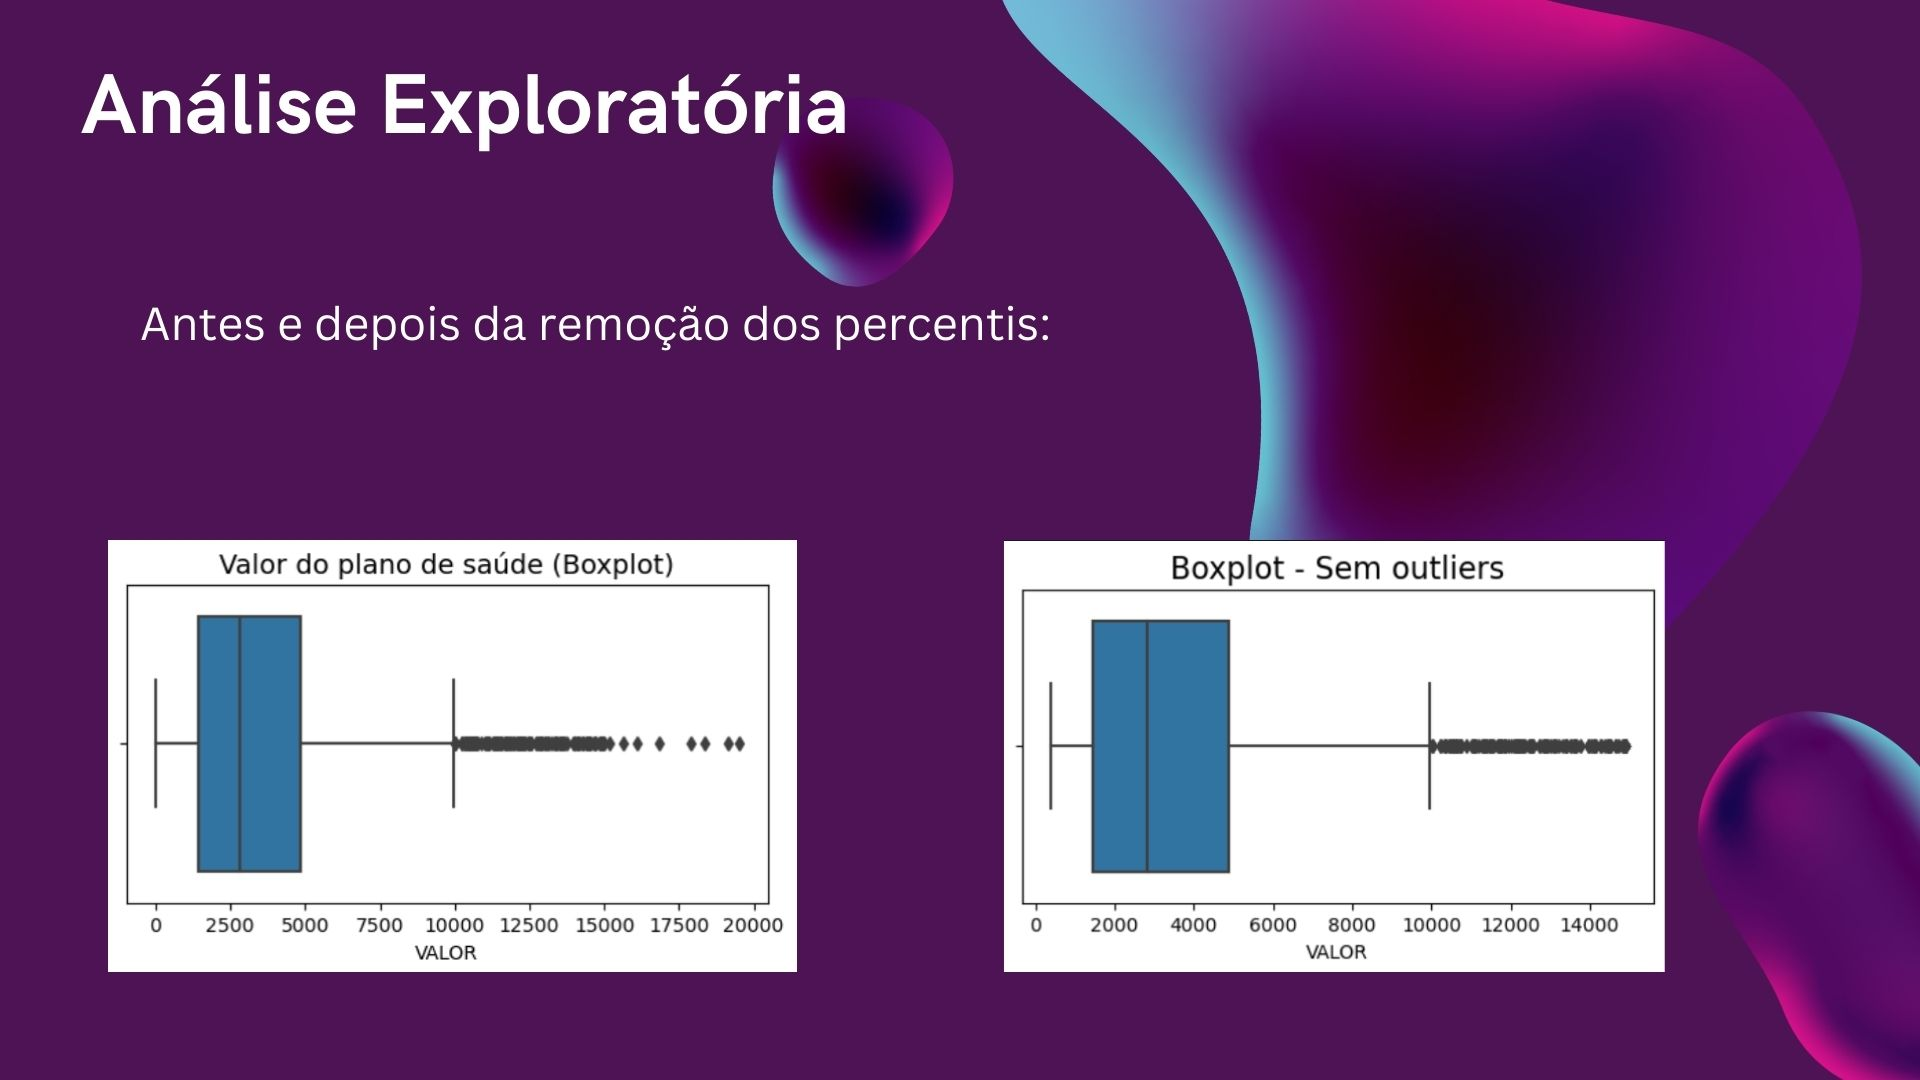 Análise Exploratória
Antes e depois da remoção dos percentis:
Valor do plano de saúde (Boxplot)
0 2500 5000 7500 10000 12500 15000 17500 20000
VALOR
Boxplot - Sem outliers
0 2000 4000 6000 8000 10000 12000 14000
VALOR